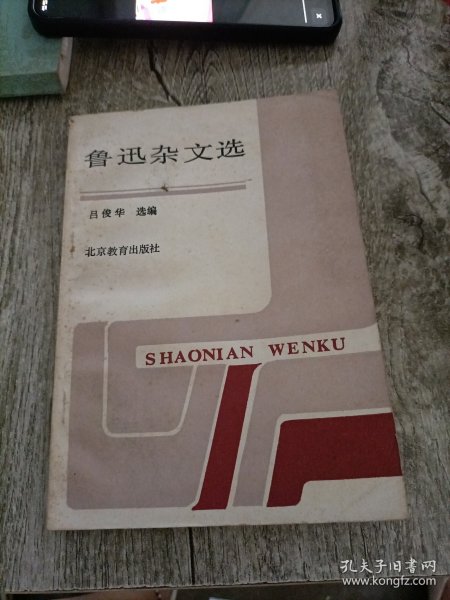 鲁迅杂文选
吕俊华 选编
北京教育出版社
SHAONIAN WENKU
孔夫子旧书网
www.kongfz.com